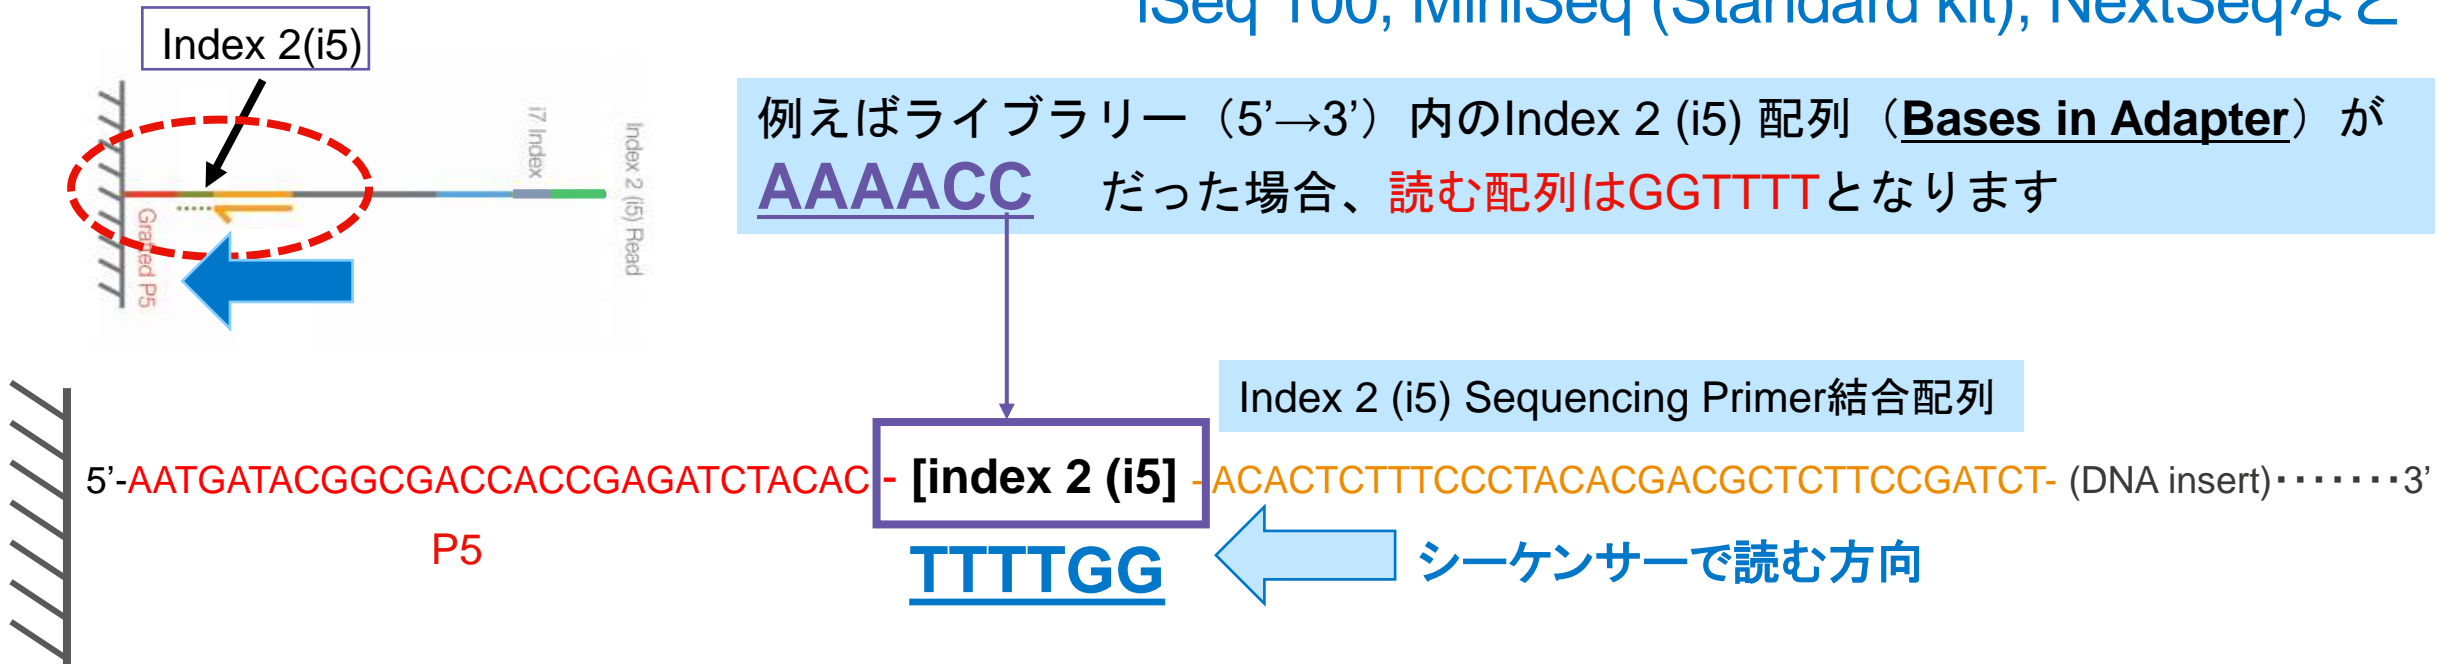 iSeq 100, MiniSeq (Standard kit), NextSeqなど
Index 2(i5)
i7 Index
Index 2 (i5) Read
Grafted P5
例えばライブラリー（5’→3’）内のIndex 2 (i5) 配列（Bases in Adapter）が
AAAACC だった場合、読む配列はGGTTTTとなります
Index 2 (i5) Sequencing Primer結合配列
5’-AATGATACGGCGACCACCGAGATCTACAC - [index 2 (i5] - ACACTCTTTCCCTACACGACGCTCTTCCGATCT- (DNA insert)・・・・・・・3’
P5
TTTTGG
シーケンサーで読む方向